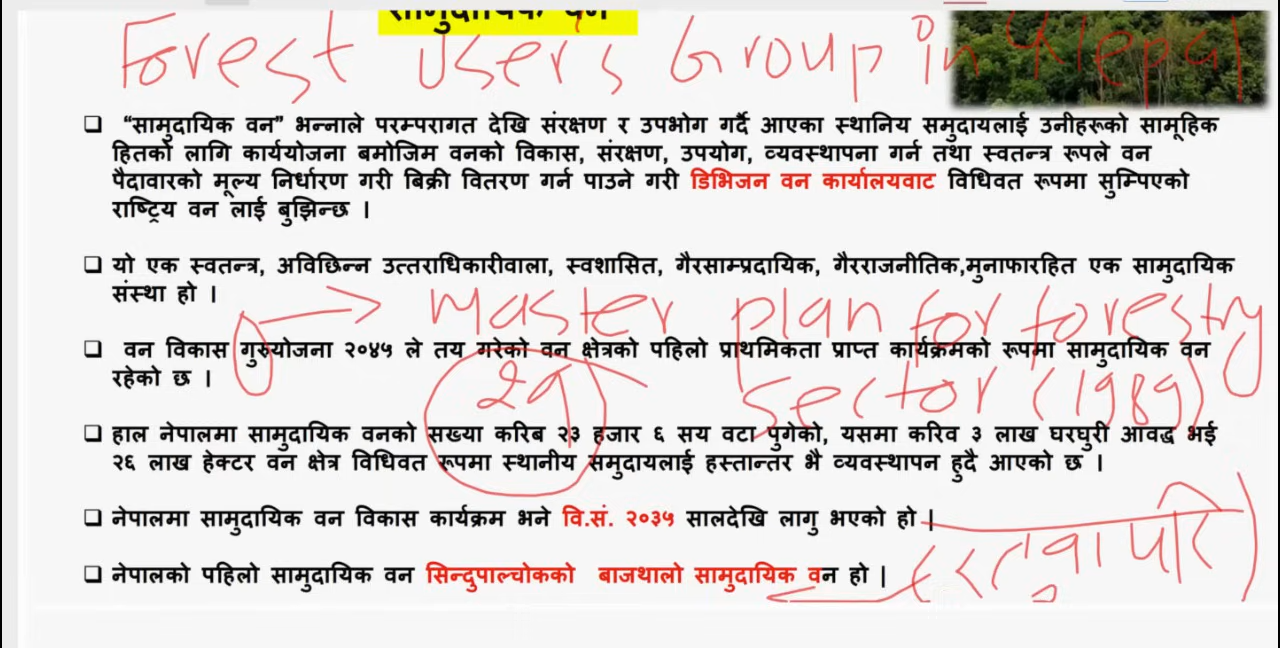 सामुदायिक वन
Forest User's Group in Nepal
❑ “सामुदायिक वन” भन्नाले परम्परागत देखि संरक्षण र उपभोग गर्दै आएका स्थानिय समुदायलाई उनीहरूको सामूहिक
हितको लागि कार्ययोजना बमोजिम वनको विकास, संरक्षण, उपयोग, व्यवस्थापना गर्न तथा स्वतन्त्र रूपले वन
पैदावारको मूल्य निर्धारण गरी बिक्री वितरण गर्न पाउने गरी डिभिजन वन कार्यालयवाट विधिवत रूपमा सुम्पिएको
राष्ट्रिय वन लाई बुझिन्छ ।
❑ यो एक स्वतन्त्र, अविछिन्न उत्तराधिकारीवाला, स्वशासित, गैरसाम्प्रदायिक, गैरराजनीतिक,मुनाफारहित एक सामुदायिक
संस्था हो ।
Master plan for forestry
❑ वन विकास गुरुयोजना २०४५ ले तय गरेको वन क्षेत्रको पहिलो प्राथमिकता प्राप्त कार्यक्रमको रूपमा सामुदायिक वन
रहेको छ ।
sector (1989)
❑ हाल नेपालमा सामुदायिक वनको सख्या करिब २३ हजार ६ सय वटा पुगेको, यसमा करिव ३ लाख घरघुरी आवद्ध भई
२६ लाख हेक्टर वन क्षेत्र विधिवत रूपमा स्थानीय समुदायलाई हस्तान्तर भै व्यवस्थापन हुदै आएको छ ।
❑ नेपालमा सामुदायिक वन विकास कार्यक्रम भने वि.सं. २०३५ सालदेखि लागु भएको हो |
❑ नेपालको पहिलो सामुदायिक वन सिन्दुपाल्चोकको बाजथालो सामुदायिक वन हो |